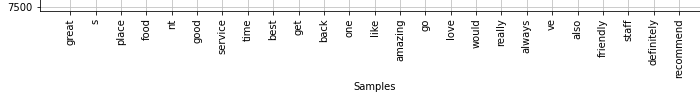 7500
great s place food nt good service time best get back one like amazing go love would really always ve also friendly staff definitely recommend
Samples